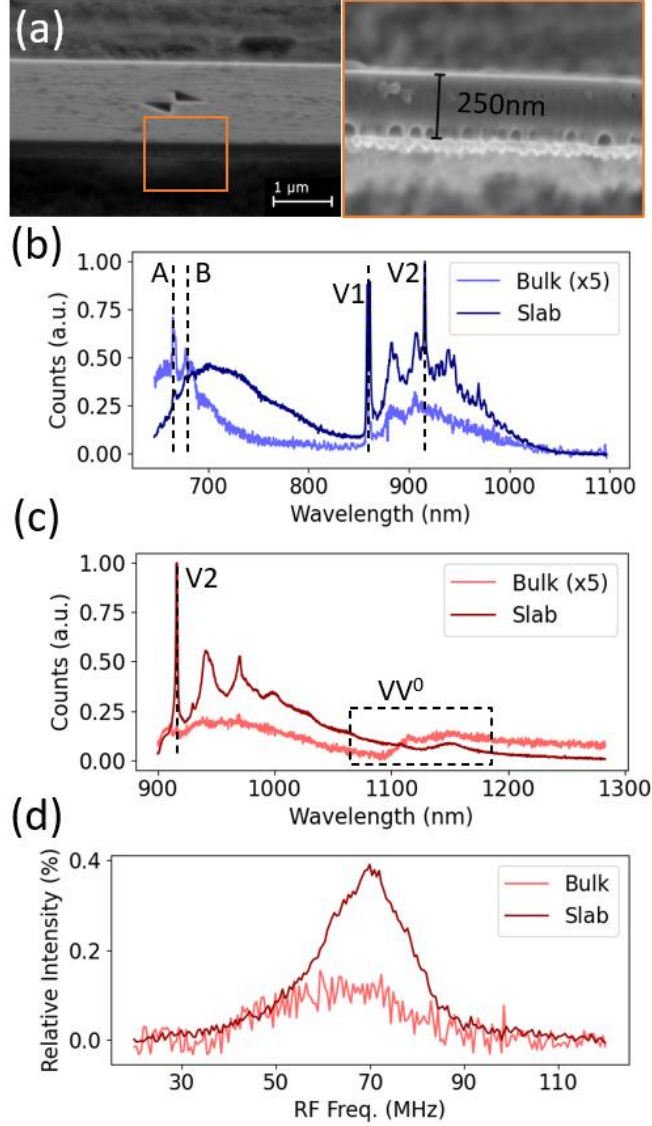 (a)
1 µm
250nm
(b)
A
B
V1
V2
Bulk (x5)
Slab
1.00
0.75
0.50
0.25
0.00
Counts (a.u.)
700 800 900 1000 1100
Wavelength (nm)
(c)
V2
VV⁰
Bulk (x5)
Slab
1.00
0.75
0.50
0.25
0.00
Counts (a.u.)
900 1000 1100 1200 1300
Wavelength (nm)
(d)
Bulk
Slab
0.4
0.2
0.0
Relative Intensity (%)
30 50 70 90 110
RF Freq. (MHz)